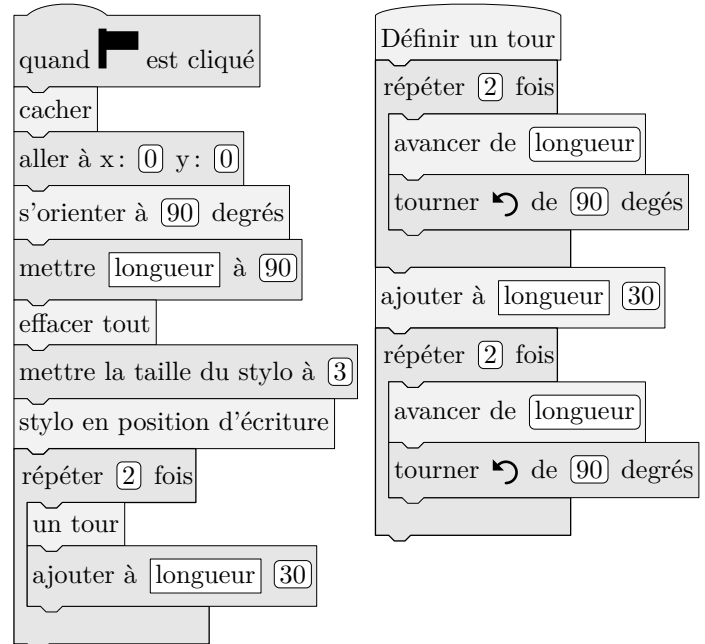 quand est cliqué
cacher
aller à x: 0 y: 0
s'orienter à 90 degrés
mettre longueur à 90
effacer tout
mettre la taille du stylo à 3
stylo en position d'écriture
répéter 2 fois
un tour
ajouter à longueur 30
Définir un tour
répéter 2 fois
avancer de longueur
tourner de 90 degés
ajouter à longueur 30
répéter 2 fois
avancer de longueur
tourner de 90 degrés